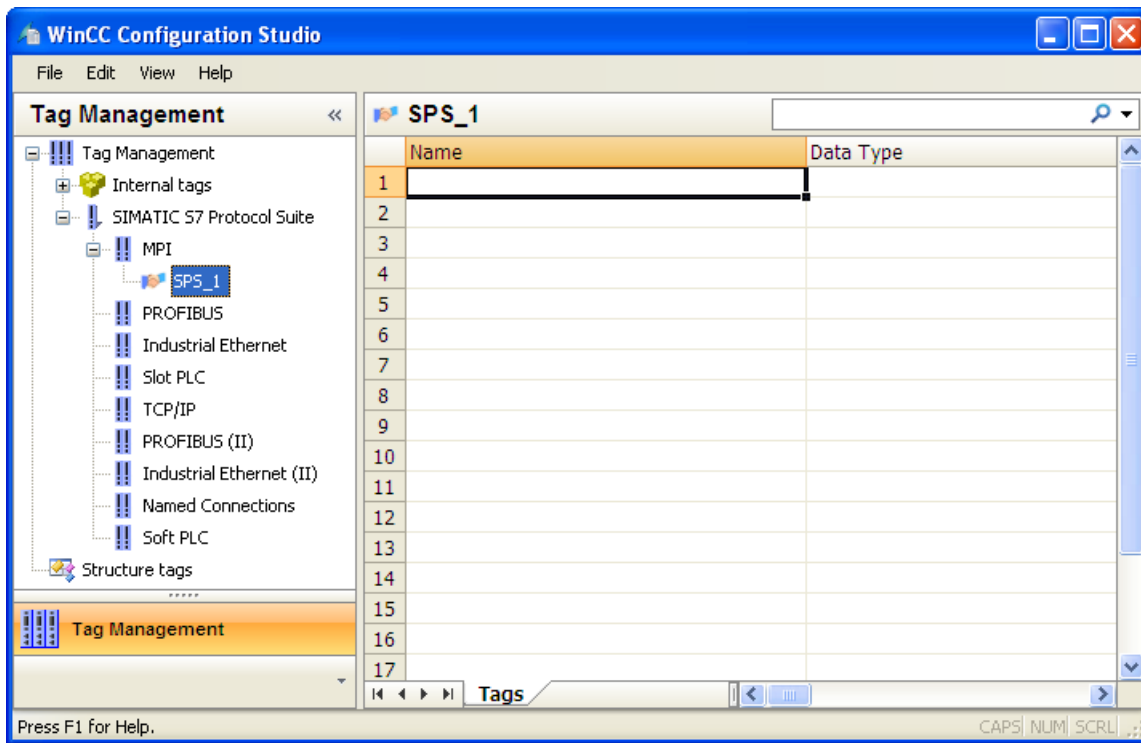 WinCC Configuration Studio
File Edit View Help
Tag Management «
Tag Management
Internal tags
SIMATIC S7 Protocol Suite
MPI
SPS_1
PROFIBUS
Industrial Ethernet
Slot PLC
TCP/IP
PROFIBUS (II)
Industrial Ethernet (II)
Named Connections
Soft PLC
Structure tags
Tag Management
SPS_1
Name Data Type
1
2
3
4
5
6
7
8
9
10
11
12
13
14
15
16
17
Tags
Press F1 for Help.
CAPS NUM SCRL